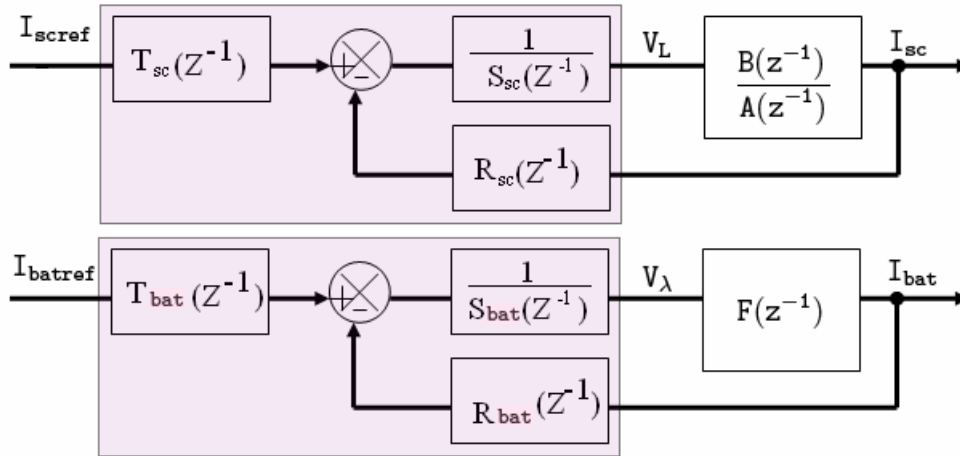 I_scref
T_sc(Z^-1)
+
-
1
S_sc(Z^-1)
V_L
B(z^-1)
A(z^-1)
I_sc
R_sc(Z^-1)
I_batref
T_bat(Z^-1)
+
-
1
S_bat(Z^-1)
V_λ
F(z^-1)
I_bat
R_bat(Z^-1)